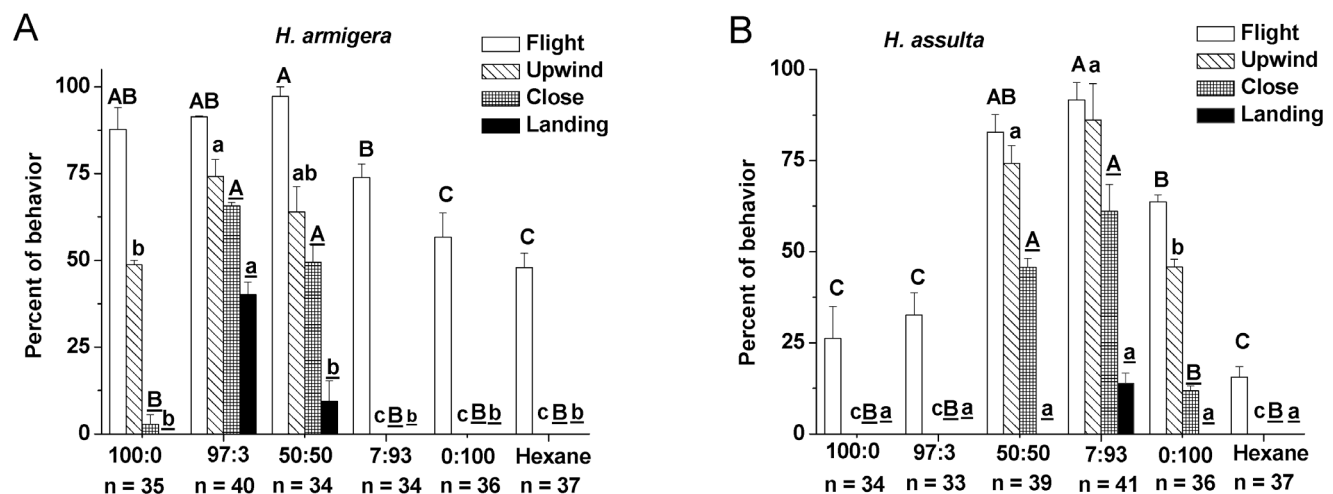 A
H. armigera
Flight
Upwind
Close
Landing
Percent of behavior
100
75
50
25
0
AB
b
B
b
AB
a
A
a
A
ab
A
b
B
c B b
C
c B b
C
c B b
100:0 97:3 50:50 7:93 0:100 Hexane
n = 35 n = 40 n = 34 n = 34 n = 36 n = 37
B
H. assulta
Flight
Upwind
Close
Landing
Percent of behavior
100
75
50
25
0
C
c B a
C
c B a
AB
a
A
a
A a
A
a
B
b
B
a
C
c B a
100:0 97:3 50:50 7:93 0:100 Hexane
n = 34 n = 33 n = 39 n = 41 n = 36 n = 37